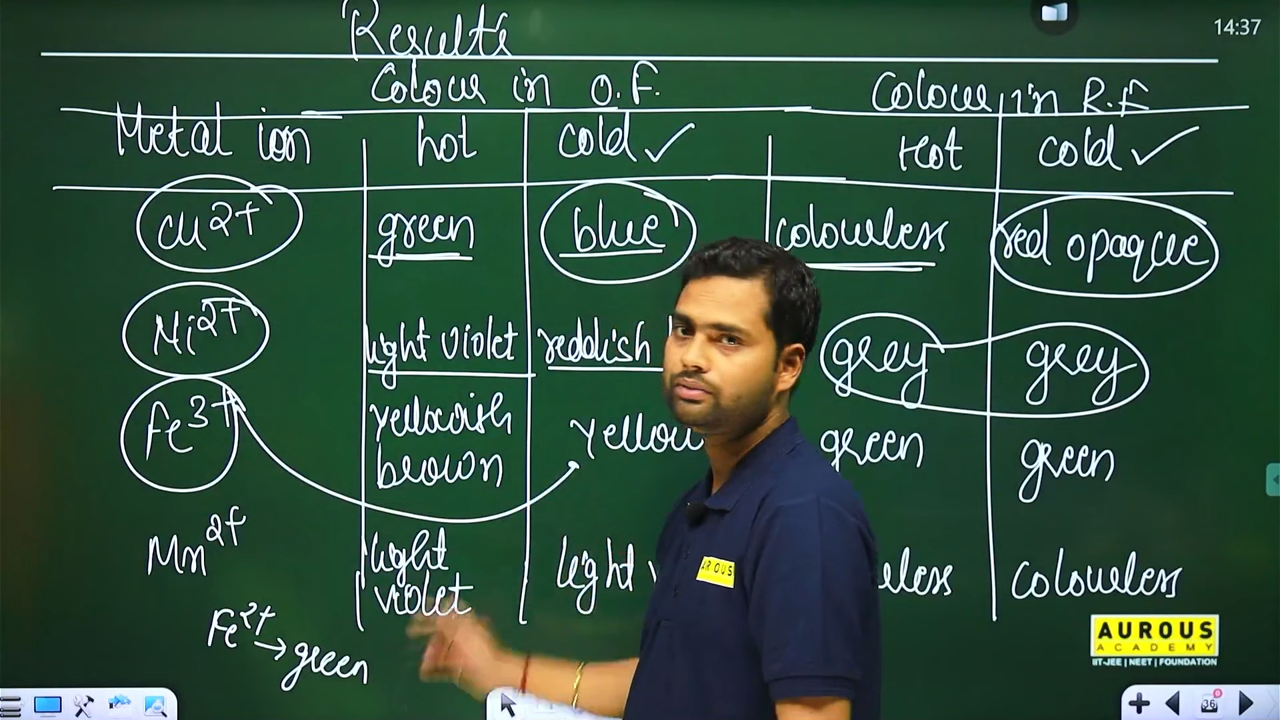 14:37
Results
Colour in O.F. Colour in R.F
Metal ion hot cold ✓ Hot cold ✓
Cu2+ green blue colourless red opaque
Ni2+ light violet reddish grey grey
Fe3+ yellowish yellow green green
brown
Mn2+ light light colourless
violet
Fe2+ → green
AROUS
AUROUS
ACADEMY
IIT-JEE | NEET | FOUNDATION
36